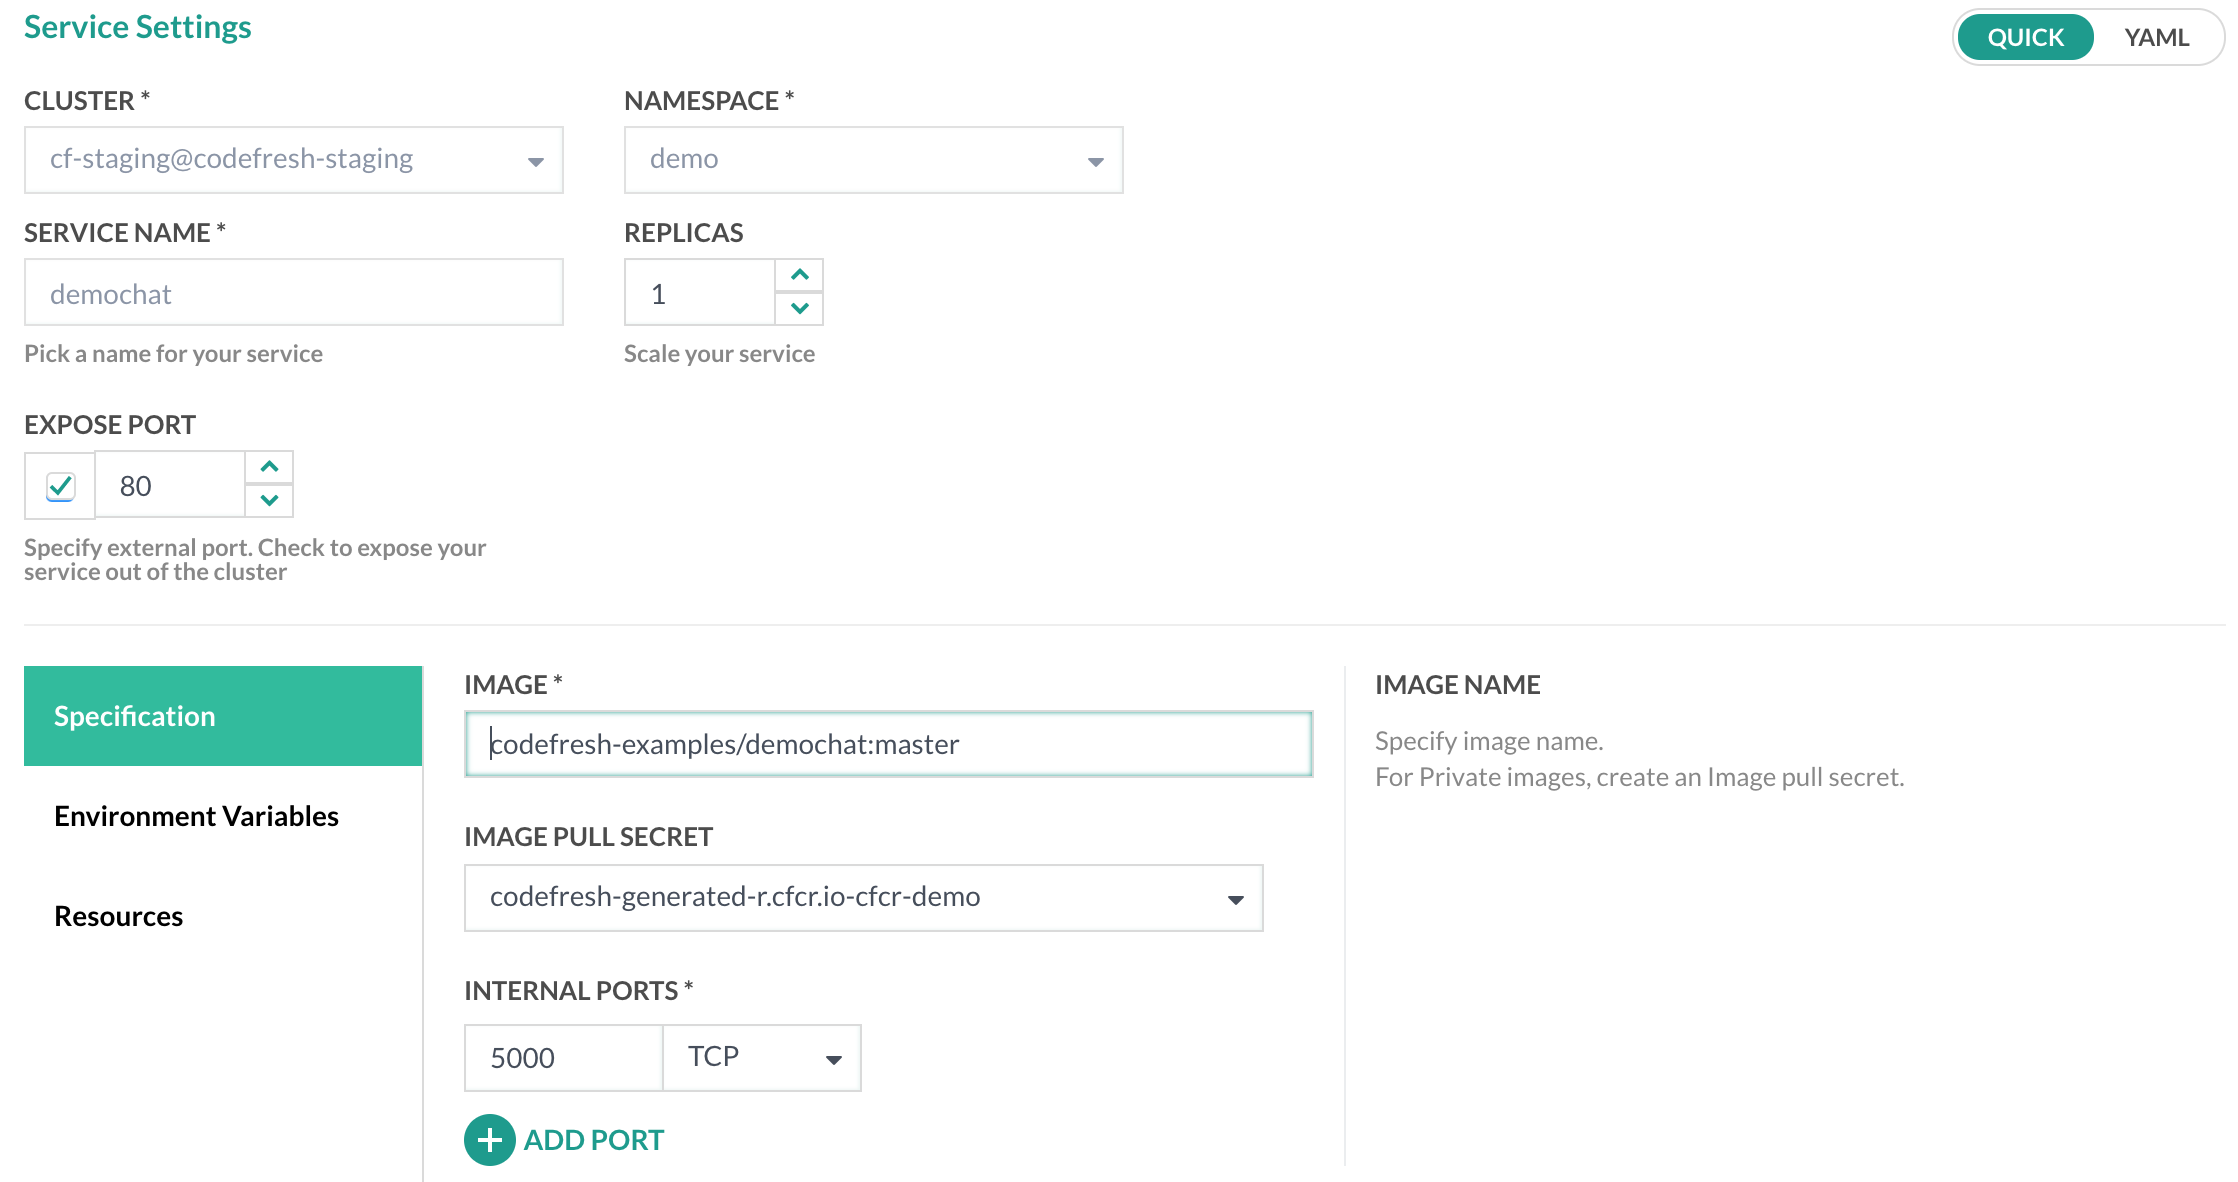 Service Settings
QUICK YAML
CLUSTER * NAMESPACE *
cf-staging@codefresh-staging demo
SERVICE NAME * REPLICAS
demochat 1
Pick a name for your service Scale your service
EXPOSE PORT
80
Specify external port. Check to expose your
service out of the cluster
Specification
Environment Variables
Resources
IMAGE *
codefresh-examples/demochat:master
IMAGE PULL SECRET
codefresh-generated-r.cfcr.io-cfcr-demo
INTERNAL PORTS *
5000 TCP
ADD PORT
IMAGE NAME
Specify image name.
For Private images, create an Image pull secret.